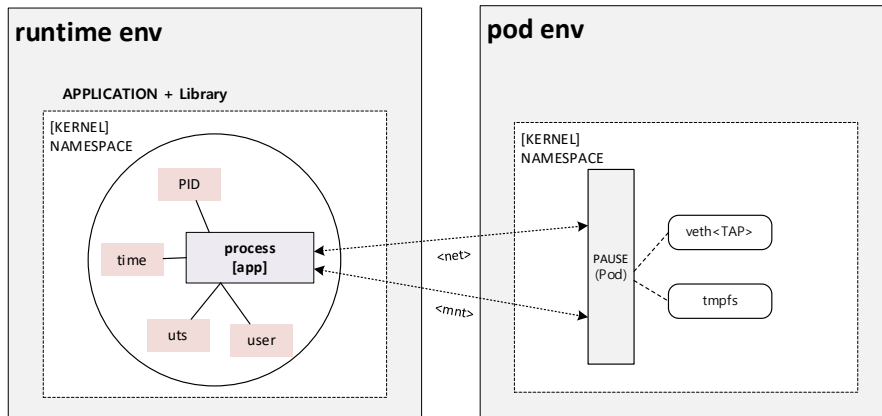 runtime env
APPLICATION + Library
[KERNEL]
NAMESPACE
PID
process
[app]
time
uts
user
<net>
<mnt>
pod env
[KERNEL]
NAMESPACE
PAUSE
(Pod)
veth<TAP>
tmpfs